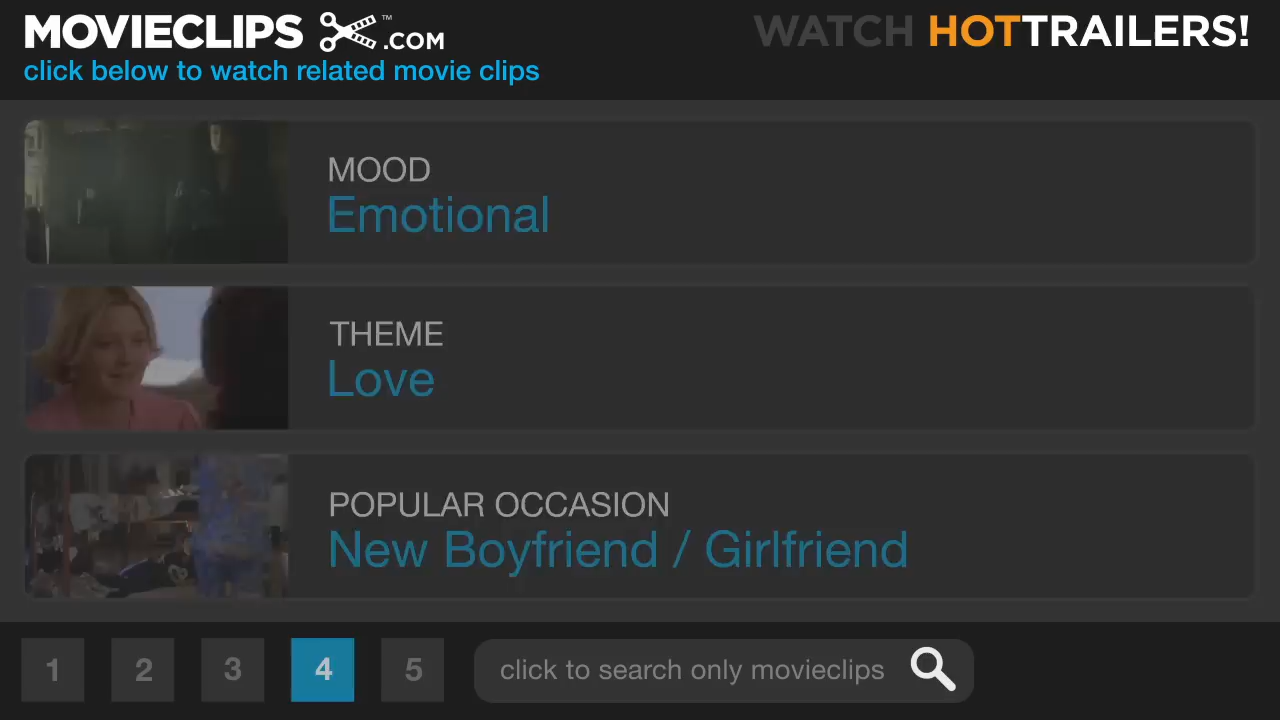 MOVIECLIPS ™ .COM
WATCH HOTTRAILERS!
click below to watch related movie clips
MOOD
Emotional
THEME
Love
POPULAR OCCASION
New Boyfriend / Girlfriend
1 2 3 4 5 click to search only movieclips